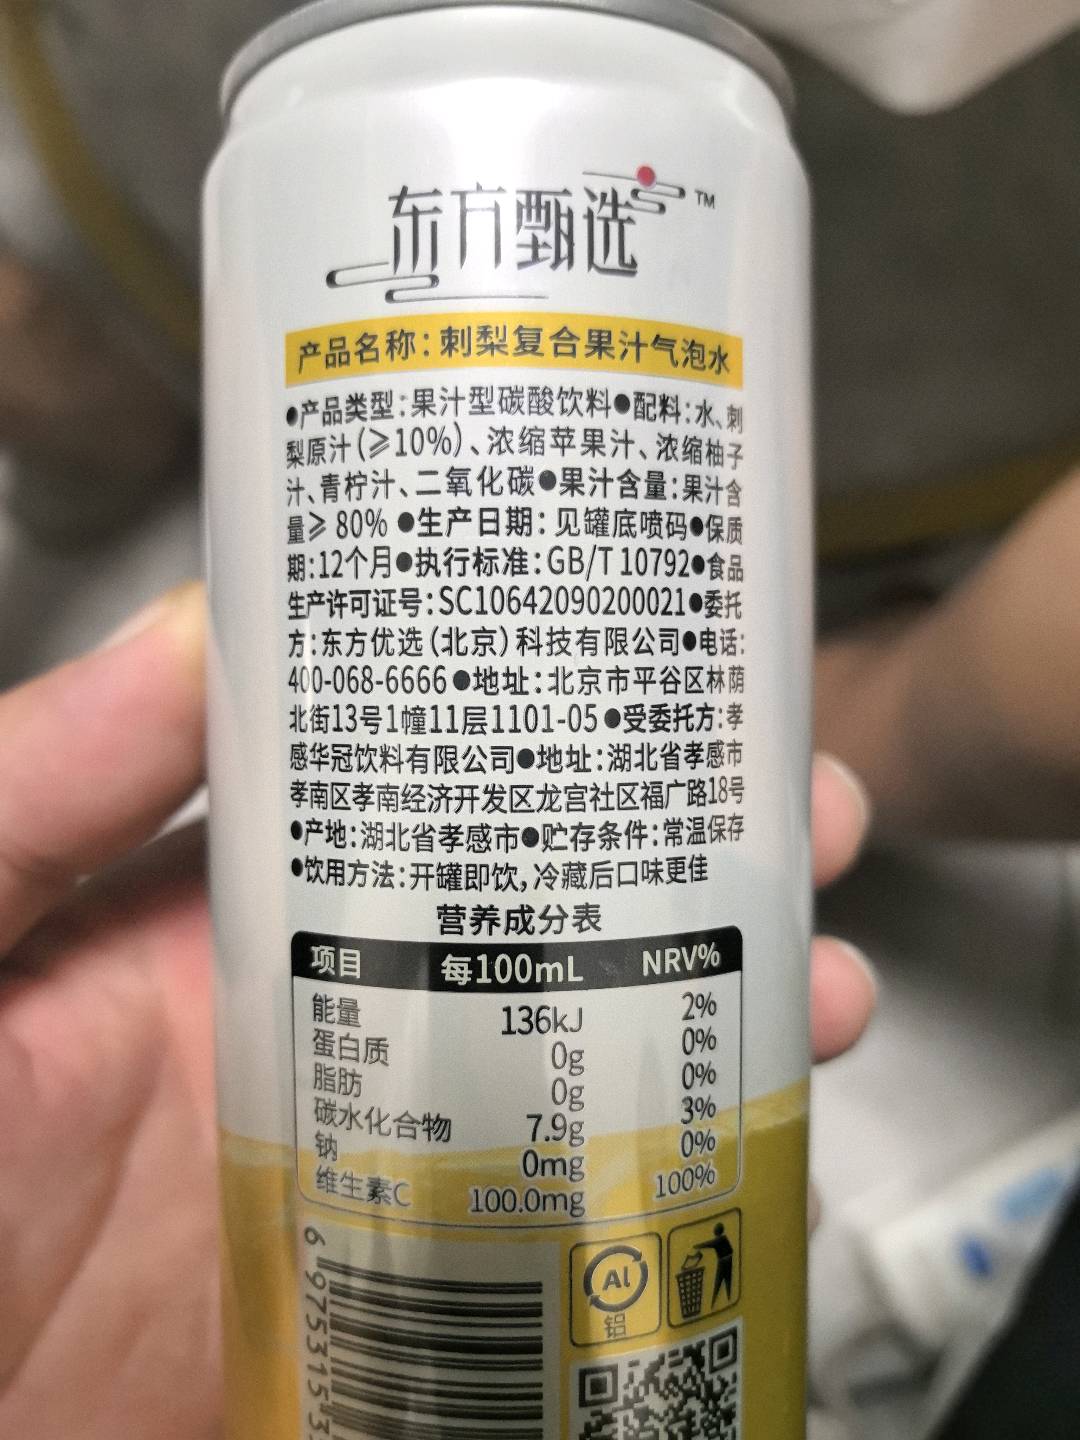 东方甄选™
产品名称：刺梨复合果汁气泡水
●产品类型：果汁型碳酸饮料●配料：水、刺
梨原汁（≥10%）、浓缩苹果汁、浓缩柚子
汁、青柠汁、二氧化碳●果汁含量：果汁含
量≥80%●生产日期：见罐底喷码●保质
期：12个月●执行标准：GB/T 10792●食品
生产许可证号：SC10642090200021●委托
方：东方优选（北京）科技有限公司●电话：
400-068-6666●地址：北京市平谷区林荫
北街13号1幢11层1101-05●受委托方：孝
感华冠饮料有限公司●地址：湖北省孝感市
孝南区孝南经济开发区龙宫社区福广路18号
●产地：湖北省孝感市●贮存条件：常温保存
●饮用方法：开罐即饮，冷藏后口味更佳
营养成分表
项目 每100mL NRV%
能量 136kJ 2%
蛋白质 0g 0%
脂肪 0g 0%
碳水化合物 7.9g 3%
钠 0mg 0%
维生素C 100.0mg 100%
Al
铝
6 975315 3